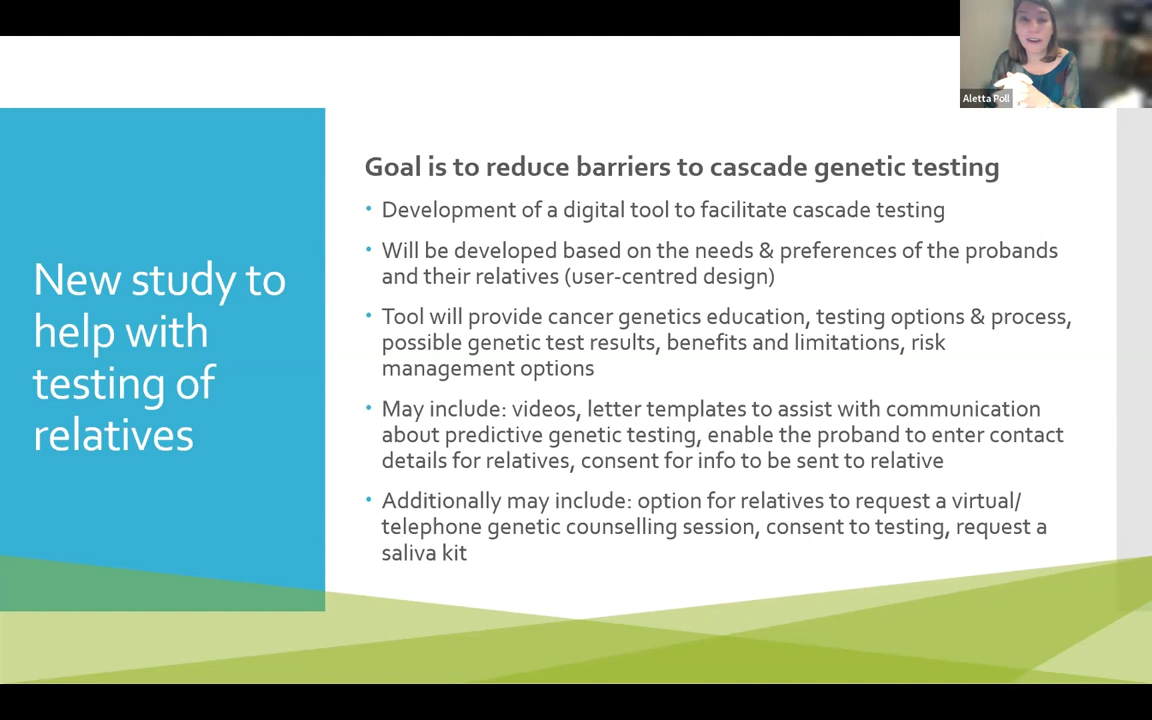 Aletta Poll
New study to
help with
testing of
relatives
Goal is to reduce barriers to cascade genetic testing
• Development of a digital tool to facilitate cascade testing
• Will be developed based on the needs & preferences of the probands
and their relatives (user-centred design)
• Tool will provide cancer genetics education, testing options & process,
possible genetic test results, benefits and limitations, risk
management options
• May include: videos, letter templates to assist with communication
about predictive genetic testing, enable the proband to enter contact
details for relatives, consent for info to be sent to relative
• Additionally may include: option for relatives to request a virtual/
telephone genetic counselling session, consent to testing, request a
saliva kit